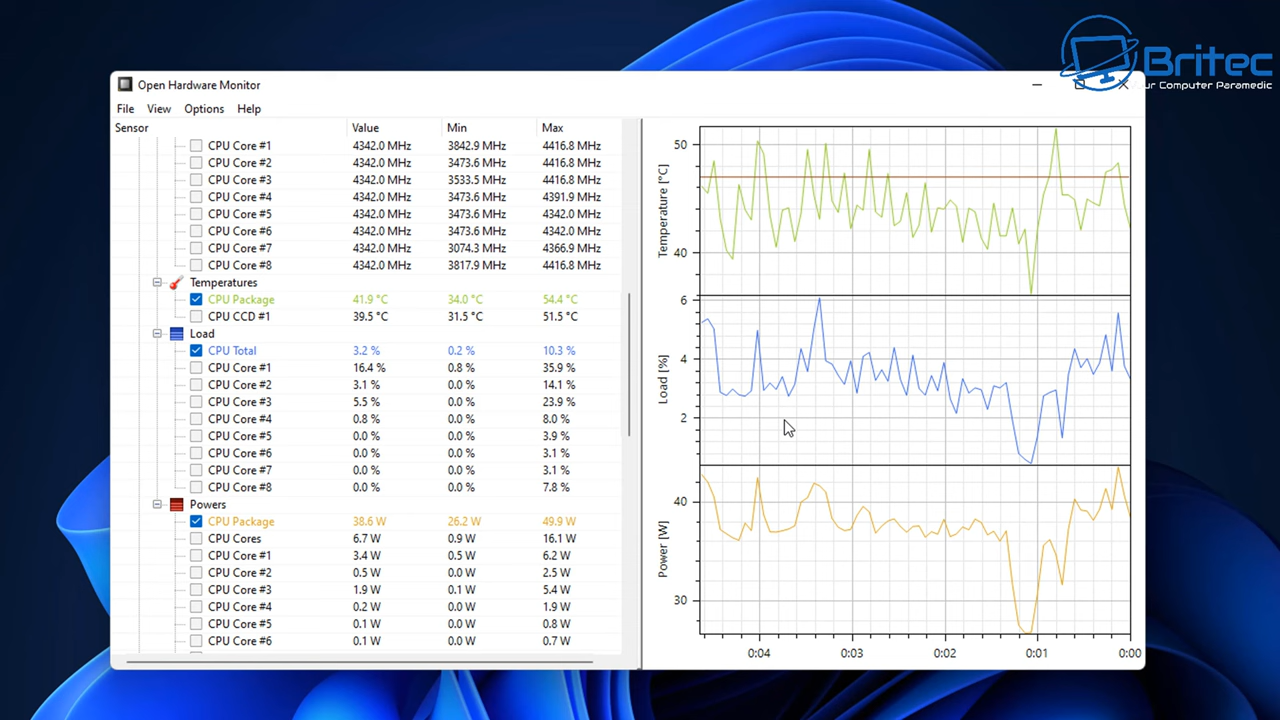 Britec
ur Computer Paramedic
Open Hardware Monitor
File View Options Help
Sensor Value Min Max
CPU Core #1 4342.0 MHz 3842.9 MHz 4416.8 MHz
CPU Core #2 4342.0 MHz 3473.6 MHz 4416.8 MHz
CPU Core #3 4342.0 MHz 3533.5 MHz 4416.8 MHz
CPU Core #4 4342.0 MHz 3473.6 MHz 4391.9 MHz
CPU Core #5 4342.0 MHz 3473.6 MHz 4342.0 MHz
CPU Core #6 4342.0 MHz 3473.6 MHz 4342.0 MHz
CPU Core #7 4342.0 MHz 3074.3 MHz 4366.9 MHz
CPU Core #8 4342.0 MHz 3817.9 MHz 4416.8 MHz
Temperatures
CPU Package 41.9 °C 34.0 °C 54.4 °C
CPU CCD #1 39.5 °C 31.5 °C 51.5 °C
Load
CPU Total 3.2 % 0.2 % 10.3 %
CPU Core #1 16.4 % 0.8 % 35.9 %
CPU Core #2 3.1 % 0.0 % 14.1 %
CPU Core #3 5.5 % 0.0 % 23.9 %
CPU Core #4 0.8 % 0.0 % 8.0 %
CPU Core #5 0.0 % 0.0 % 3.9 %
CPU Core #6 0.0 % 0.0 % 3.1 %
CPU Core #7 0.0 % 0.0 % 3.1 %
CPU Core #8 0.0 % 0.0 % 7.8 %
Powers
CPU Package 38.6 W 26.2 W 49.9 W
CPU Cores 6.7 W 0.9 W 16.1 W
CPU Core #1 3.4 W 0.5 W 6.2 W
CPU Core #2 0.5 W 0.0 W 2.5 W
CPU Core #3 1.9 W 0.1 W 5.4 W
CPU Core #4 0.2 W 0.0 W 1.9 W
CPU Core #5 0.1 W 0.0 W 0.8 W
CPU Core #6 0.1 W 0.0 W 0.7 W
Temperature [°C]
50
40
Load [%]
6
4
2
Power [W]
40
30
0:04 0:03 0:02 0:01 0:00